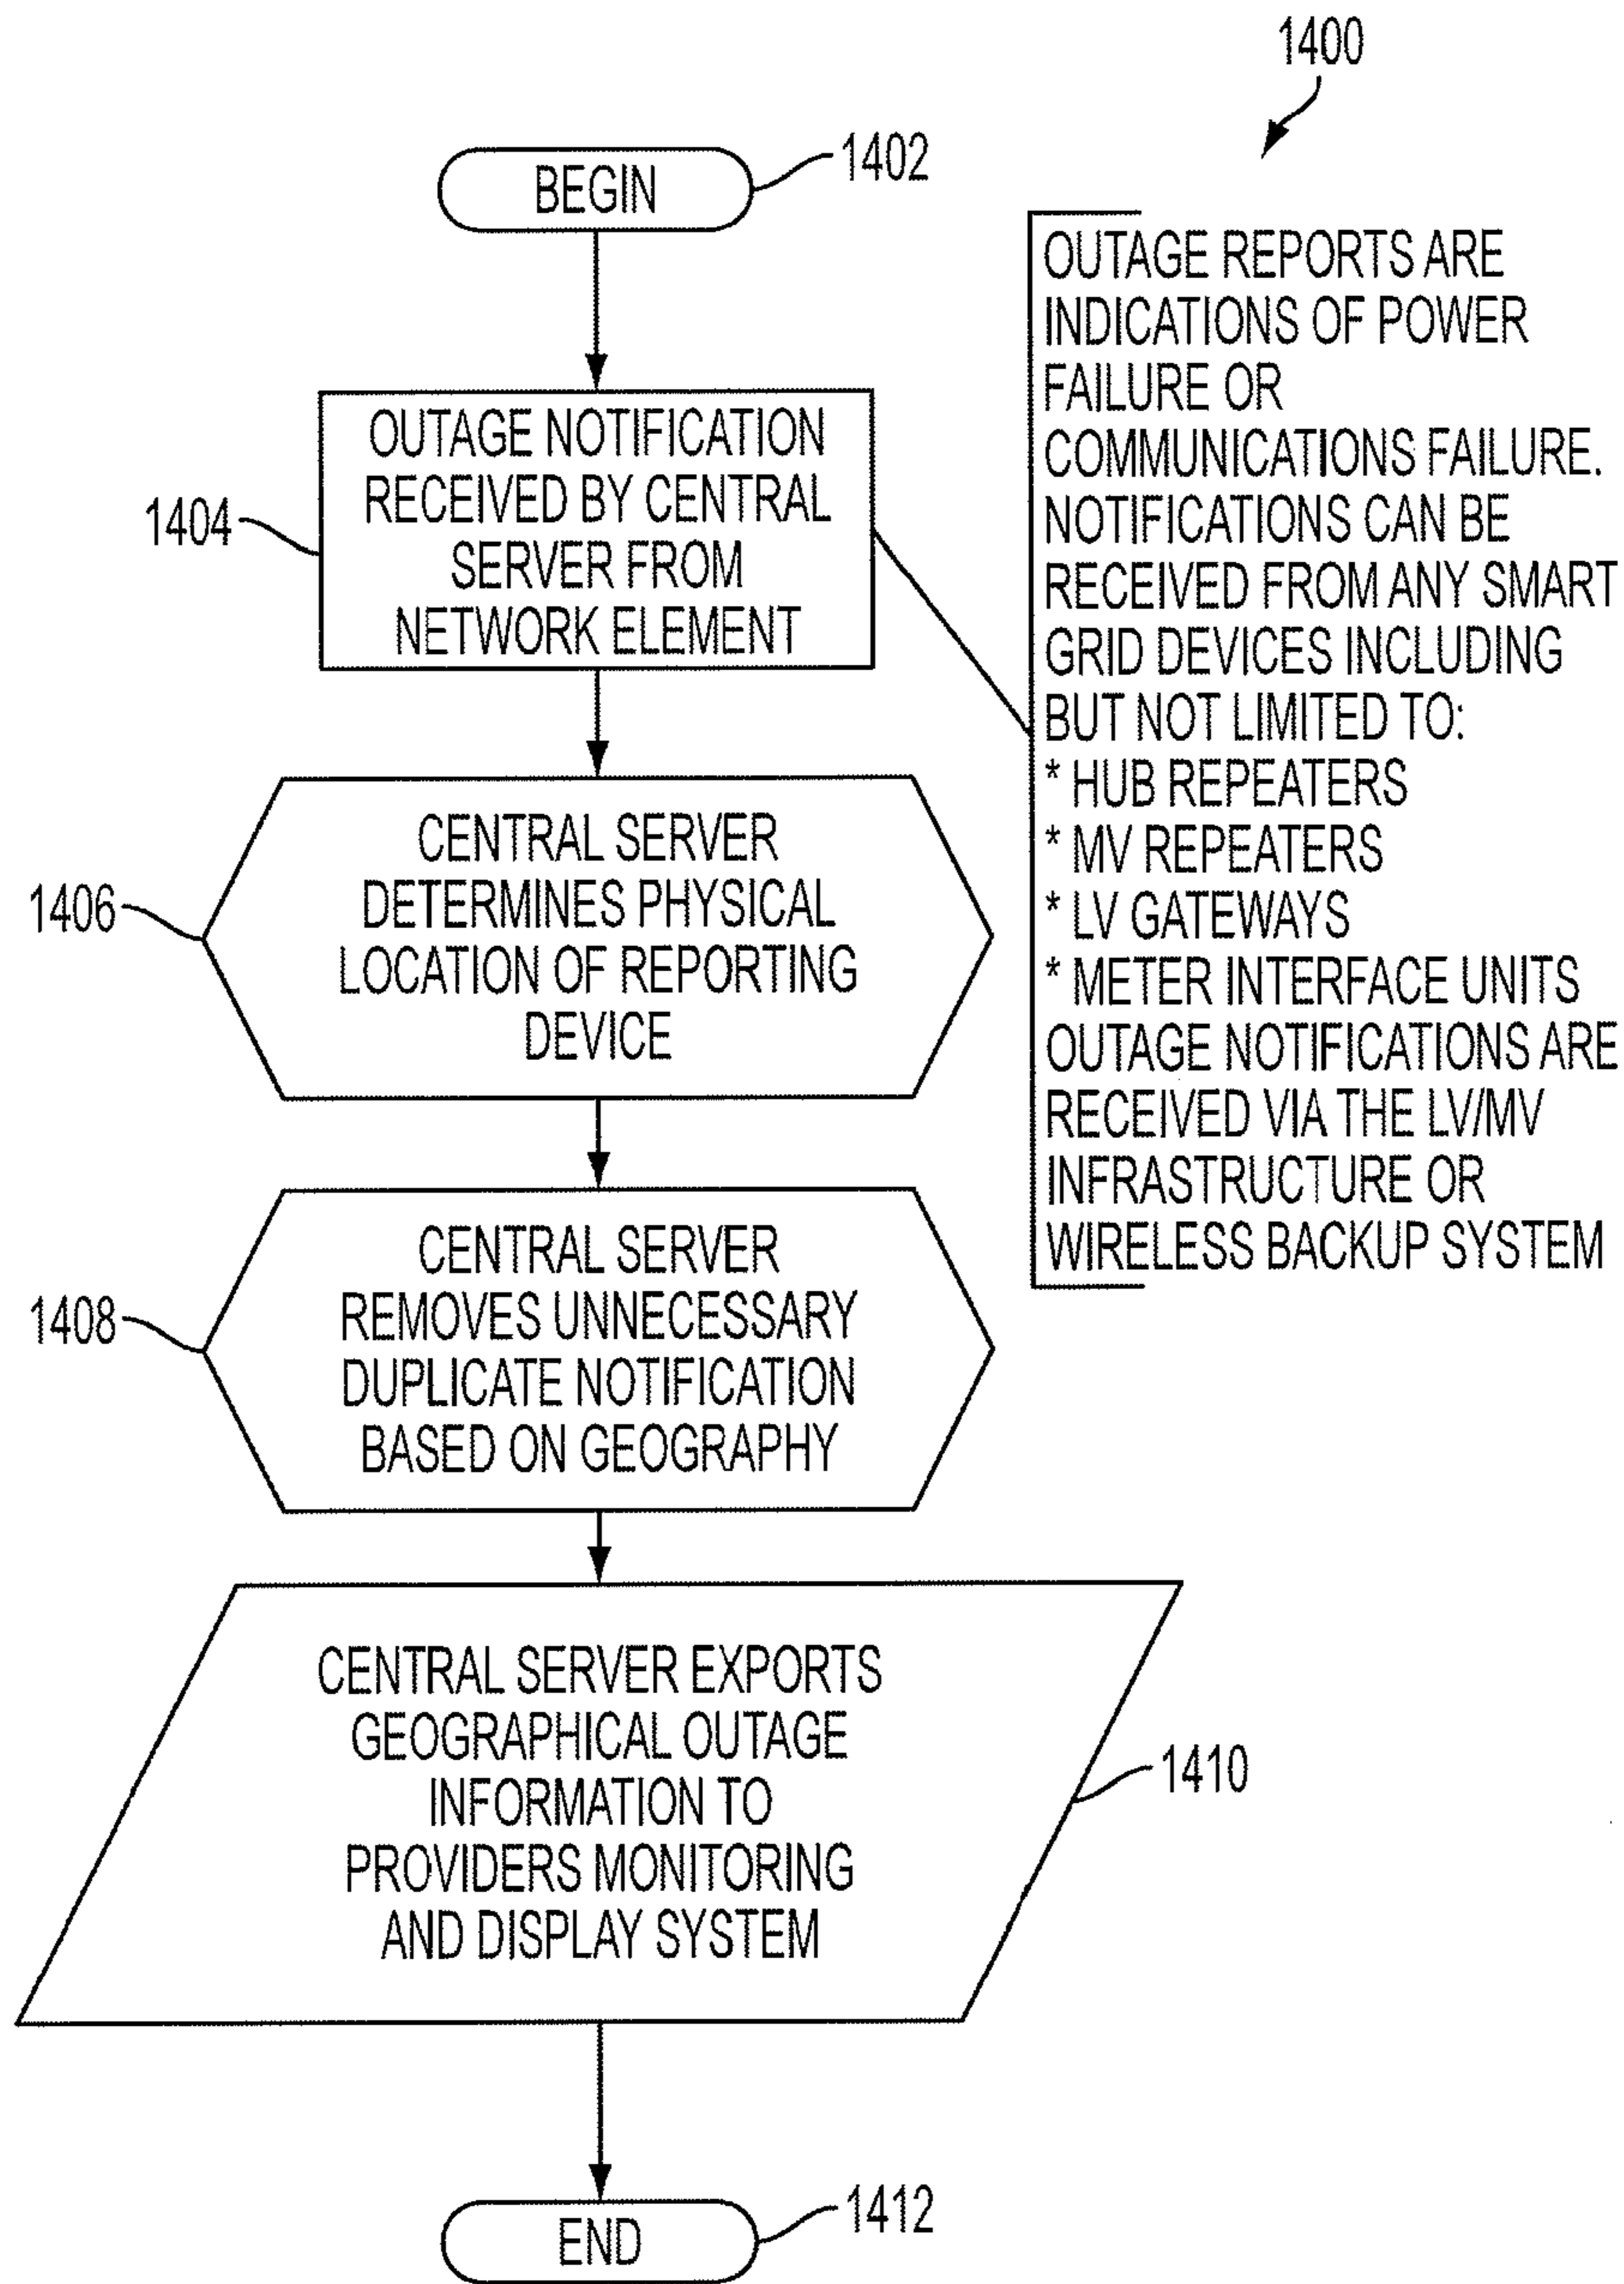 1400
1402
BEGIN
OUTAGE REPORTS ARE
INDICATIONS OF POWER
FAILURE OR
COMMUNICATIONS FAILURE.
NOTIFICATIONS CAN BE
RECEIVED FROM ANY SMART
GRID DEVICES INCLUDING
BUT NOT LIMITED TO:
* HUB REPEATERS
* MV REPEATERS
* LV GATEWAYS
* METER INTERFACE UNITS
OUTAGE NOTIFICATIONS ARE
RECEIVED VIA THE LV/MV
INFRASTRUCTURE OR
WIRELESS BACKUP SYSTEM
1404
OUTAGE NOTIFICATION
RECEIVED BY CENTRAL
SERVER FROM
NETWORK ELEMENT
1406
CENTRAL SERVER
DETERMINES PHYSICAL
LOCATION OF REPORTING
DEVICE
1408
CENTRAL SERVER
REMOVES UNNECESSARY
DUPLICATE NOTIFICATION
BASED ON GEOGRAPHY
CENTRAL SERVER EXPORTS
GEOGRAPHICAL OUTAGE
INFORMATION TO
PROVIDERS MONITORING
AND DISPLAY SYSTEM
1410
END
1412